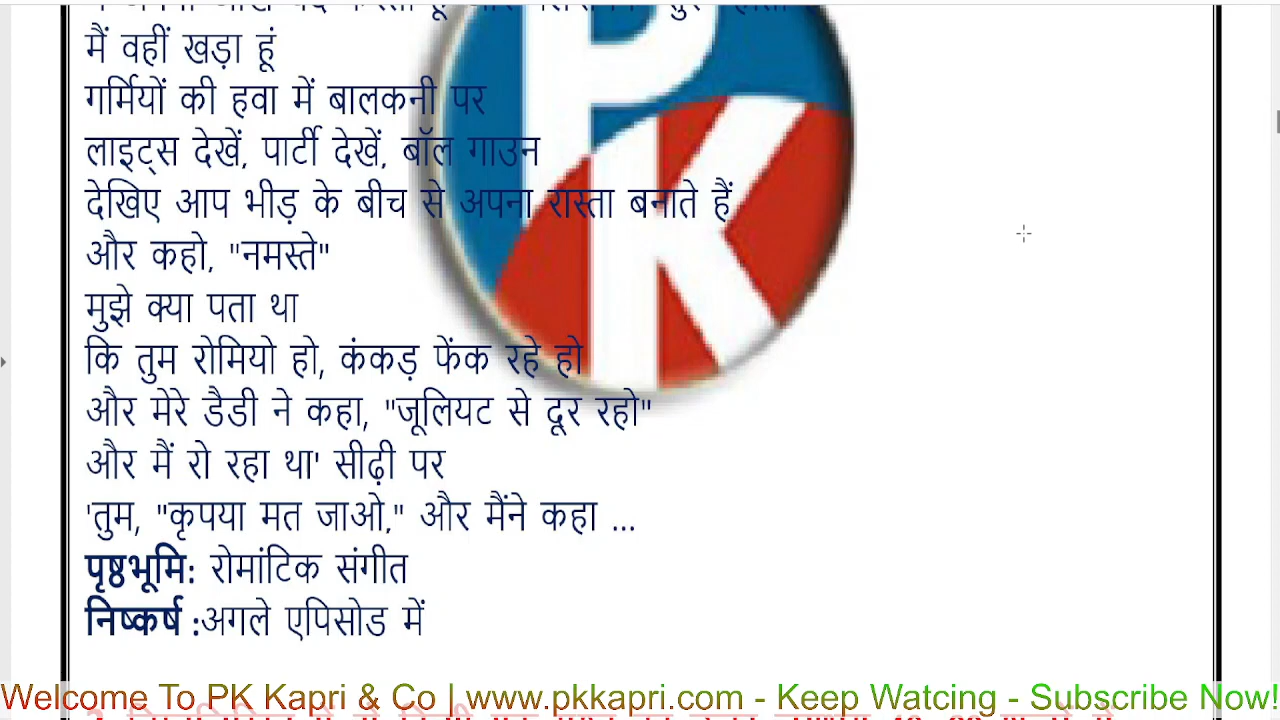 मैं वहीं खड़ा हूं
गर्मियों की हवा में बालकनी पर
लाइट्स देखें, पार्टी देखें, बॉल गाउन
देखिए आप भीड़ के बीच से अपना रास्ता बनाते हैं
और कहो, "नमस्ते"
मुझे क्या पता था
कि तुम रोमियो हो, कंकड़ फेंक रहे हो
और मेरे डैडी ने कहा, "जूलियट से दूर रहो"
और मैं रो रहा था' सीढ़ी पर
'तुम, "कृपया मत जाओ," और मैंने कहा ...
पृष्ठभूमि: रोमांटिक संगीत
निष्कर्ष :अगले एपिसोड में
PK
Welcome To PK Kapri & Co | www.pkkapri.com - Keep Watcing - Subscribe Now!